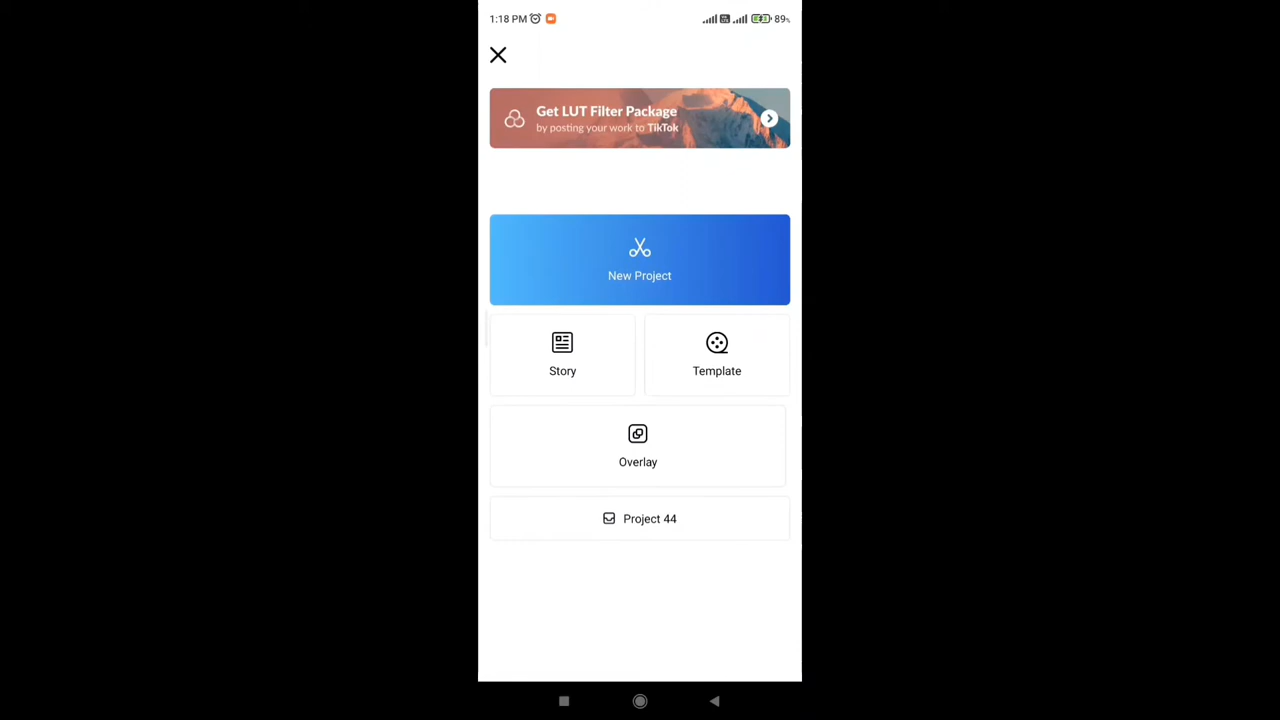 1:18 PM 89%
Get LUT Filter Package
by posting your work to TikTok
New Project
Story
Template
Overlay
Project 44